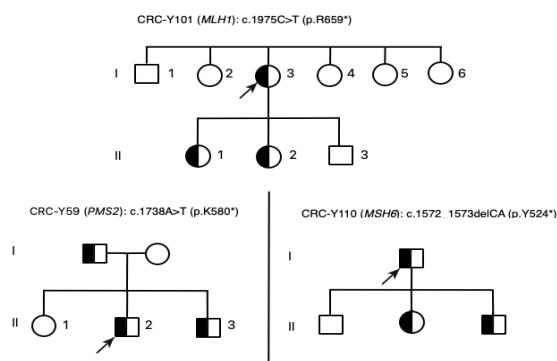 CRC-Y101 (MLH1): c.1975C>T (p.R659*)
I 1 2 3 4 5 6
II 1 2 3
CRC-Y59 (PMS2): c.1738A>T (p.K580*)
I
II 1 2 3
CRC-Y110 (MSH6): c.1572_1573delCA (p.Y524*)
I
II